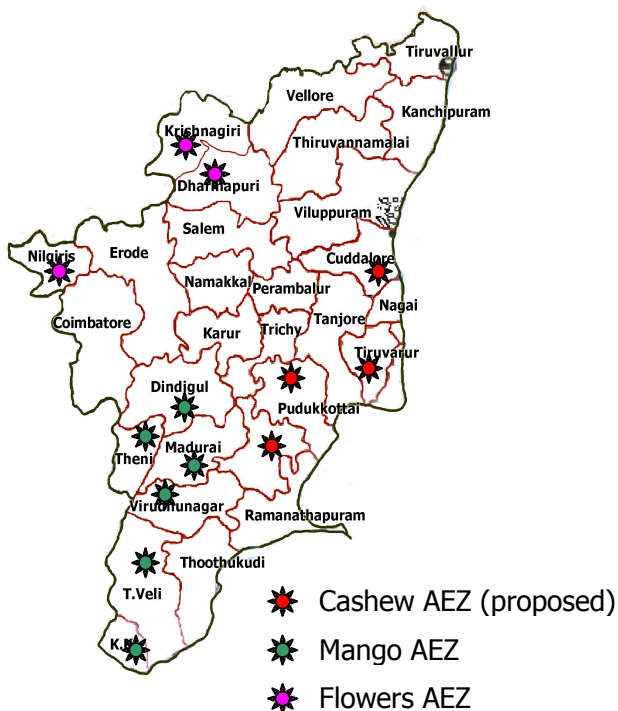 Tiruvallur
Vellore
Kanchipuram
Krishnagiri
Thiruvannamalai
Dharmapuri
Viluppuram
Salem
Nilgiris
Erode
Cuddalore
Namakkal
Perambalur
Nagai
Coimbatore
Tanjore
Karur
Trichy
Tiruvarur
Dindigul
Pudukkottai
Madurai
Theni
Virudhunagar
Ramanathapuram
Thoothukudi
T.Veli
Cashew AEZ (proposed)
Mango AEZ
Flowers AEZ